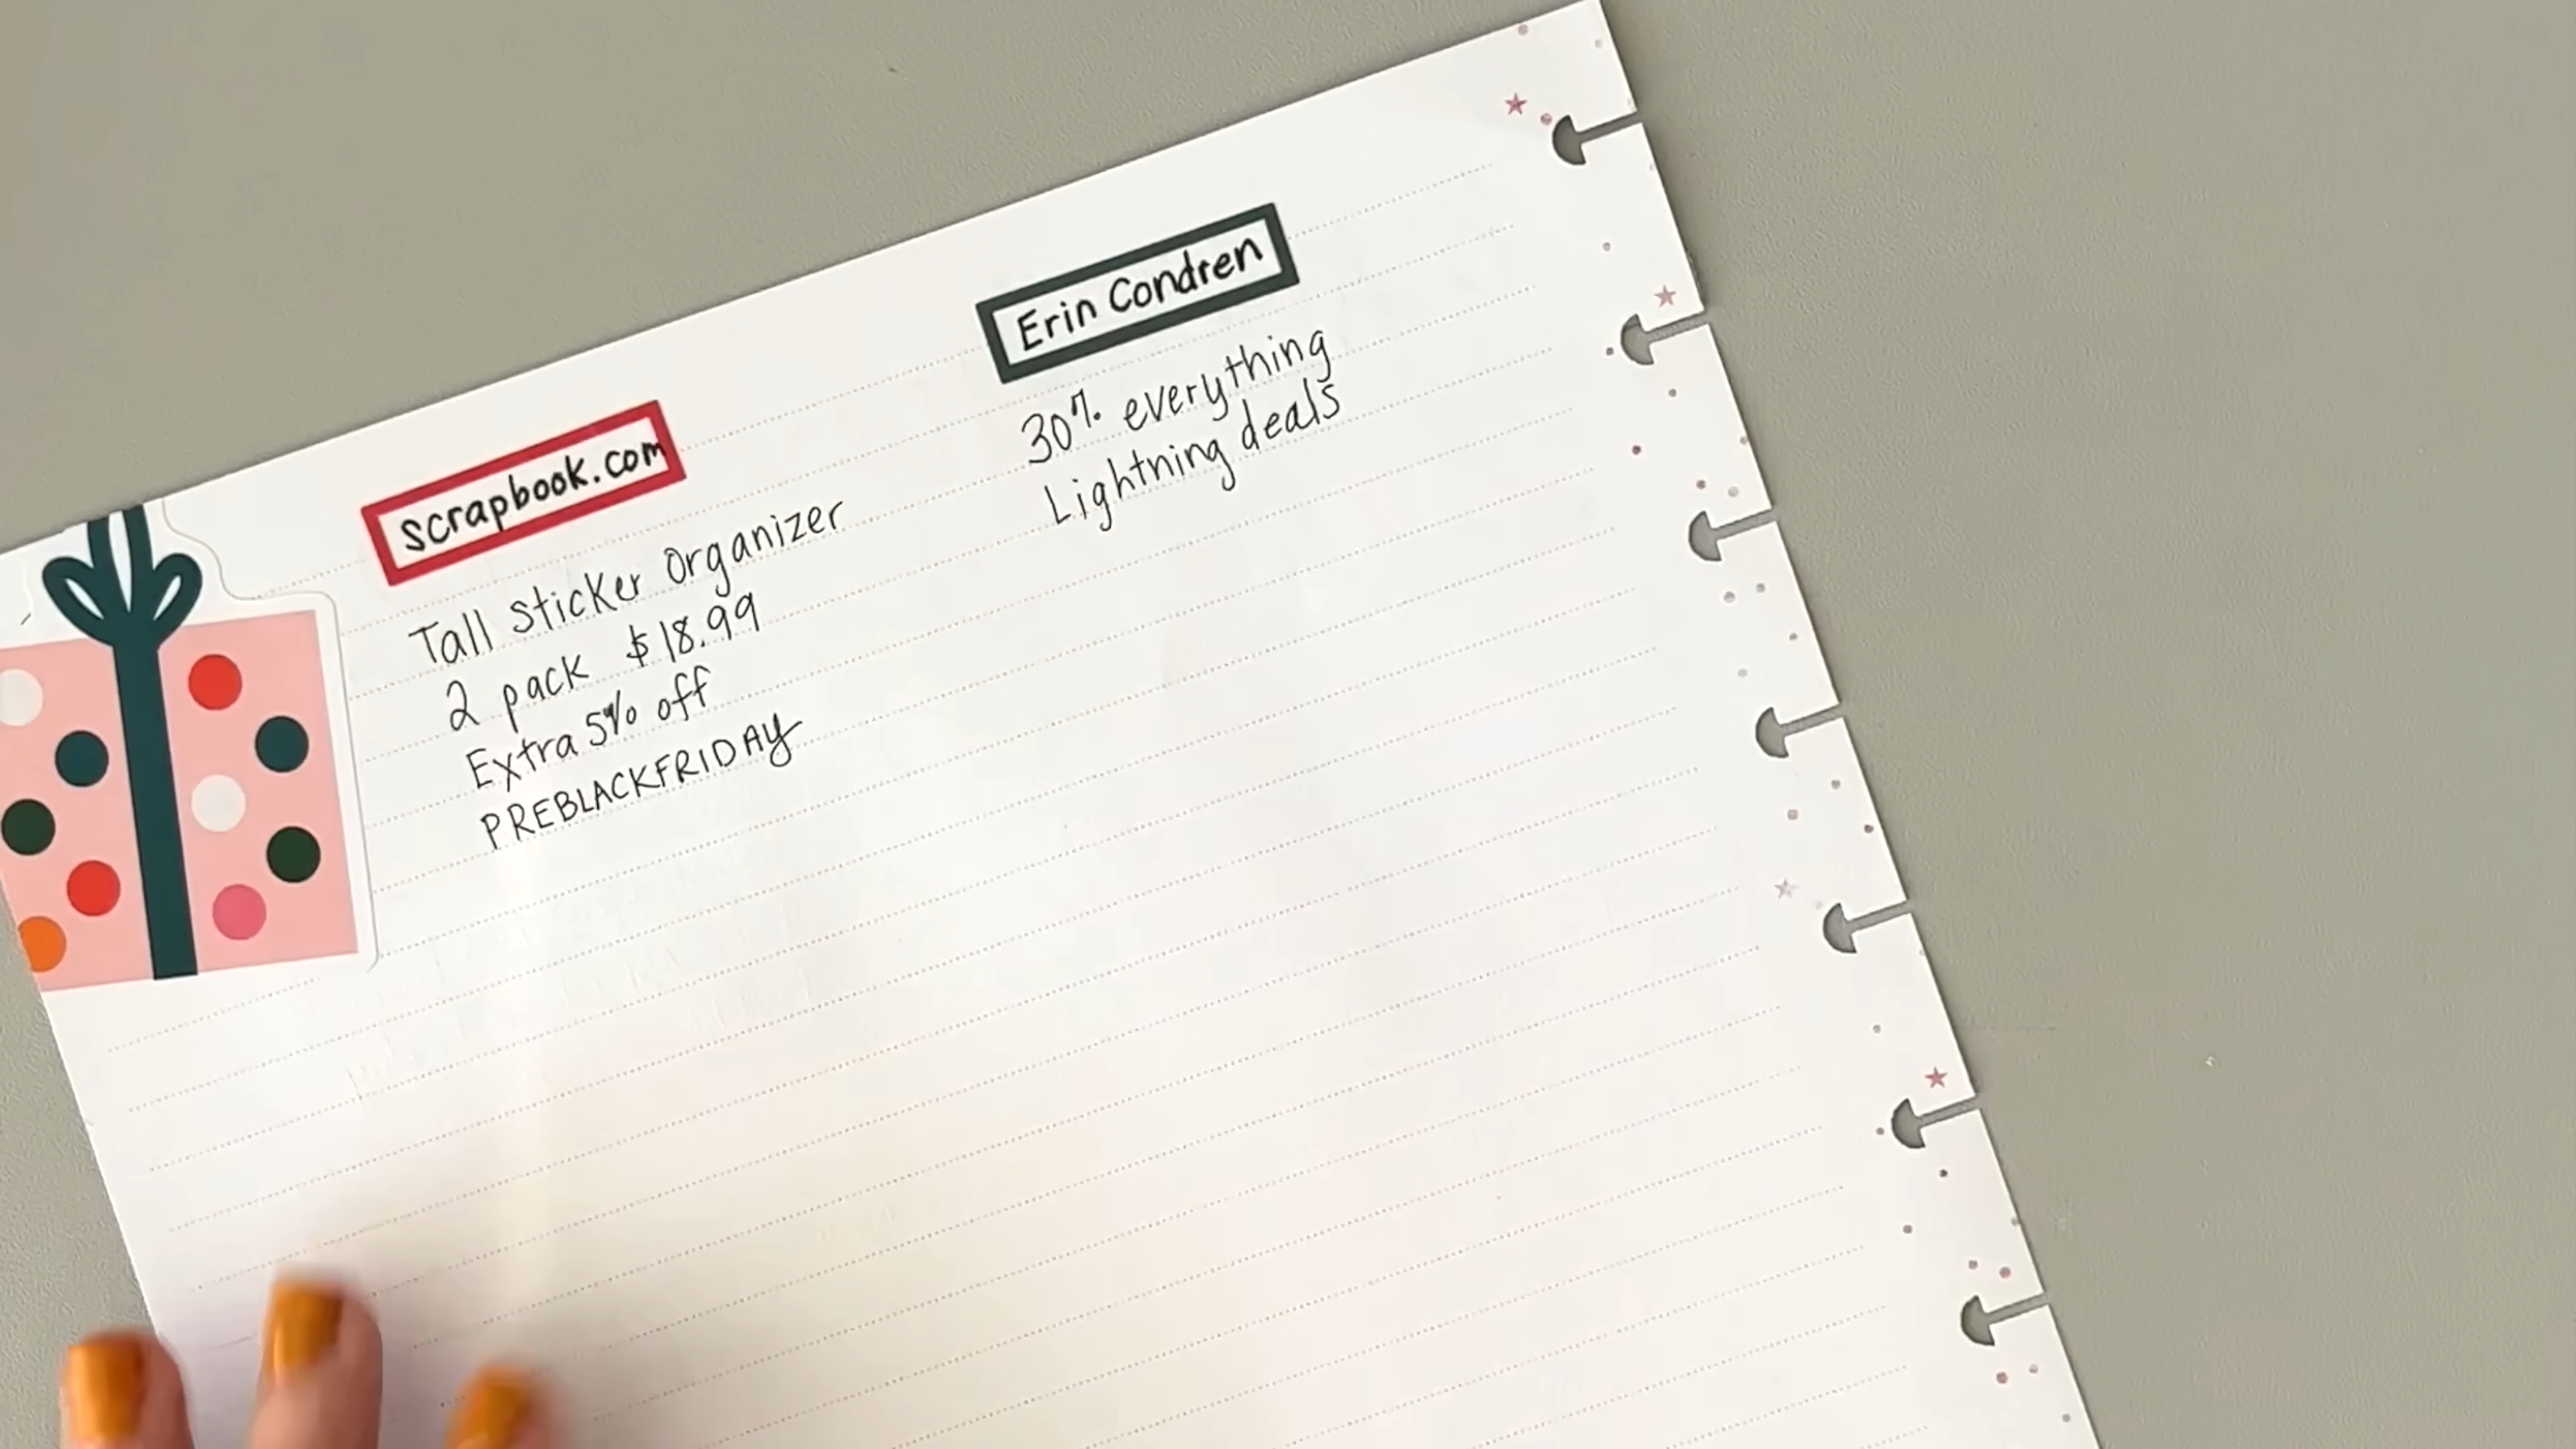 scrapbook.com
Tall sticker organizer
2 pack $18.99
Extra 5% off
PREBLACKFRIDAY
Erin Condren
30% everything
Lightning deals